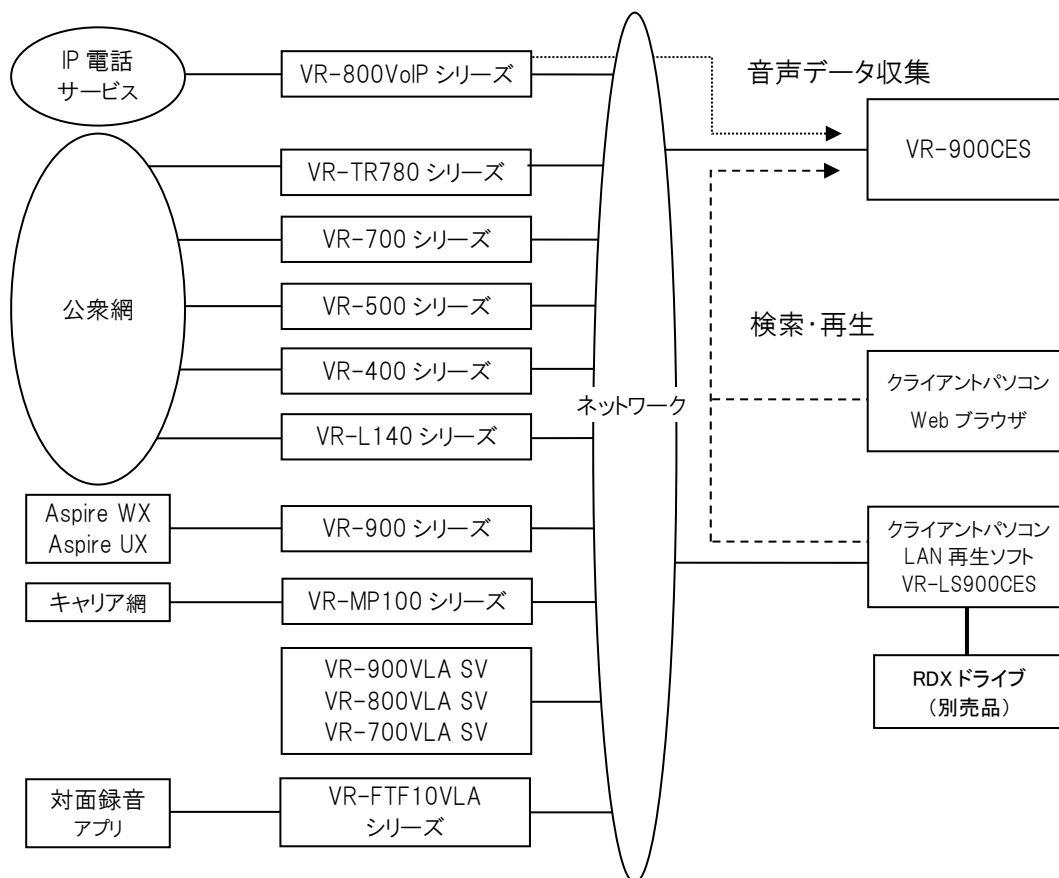 IP 電話
サービス
VR-800VoIP シリーズ
音声データ収集
VR-900CES
VR-TR780 シリーズ
VR-700 シリーズ
公衆網
VR-500 シリーズ
検索・再生
VR-400 シリーズ
ネットワーク
クライアントパソコン
Web ブラウザ
VR-L140 シリーズ
Aspire WX
Aspire UX
VR-900 シリーズ
クライアントパソコン
LAN 再生ソフト
VR-LS900CES
キャリア網
VR-MP100 シリーズ
VR-900VLA SV
VR-800VLA SV
VR-700VLA SV
RDX ドライブ
（別売品）
対面録音
アプリ
VR-FTF10VLA
シリーズ